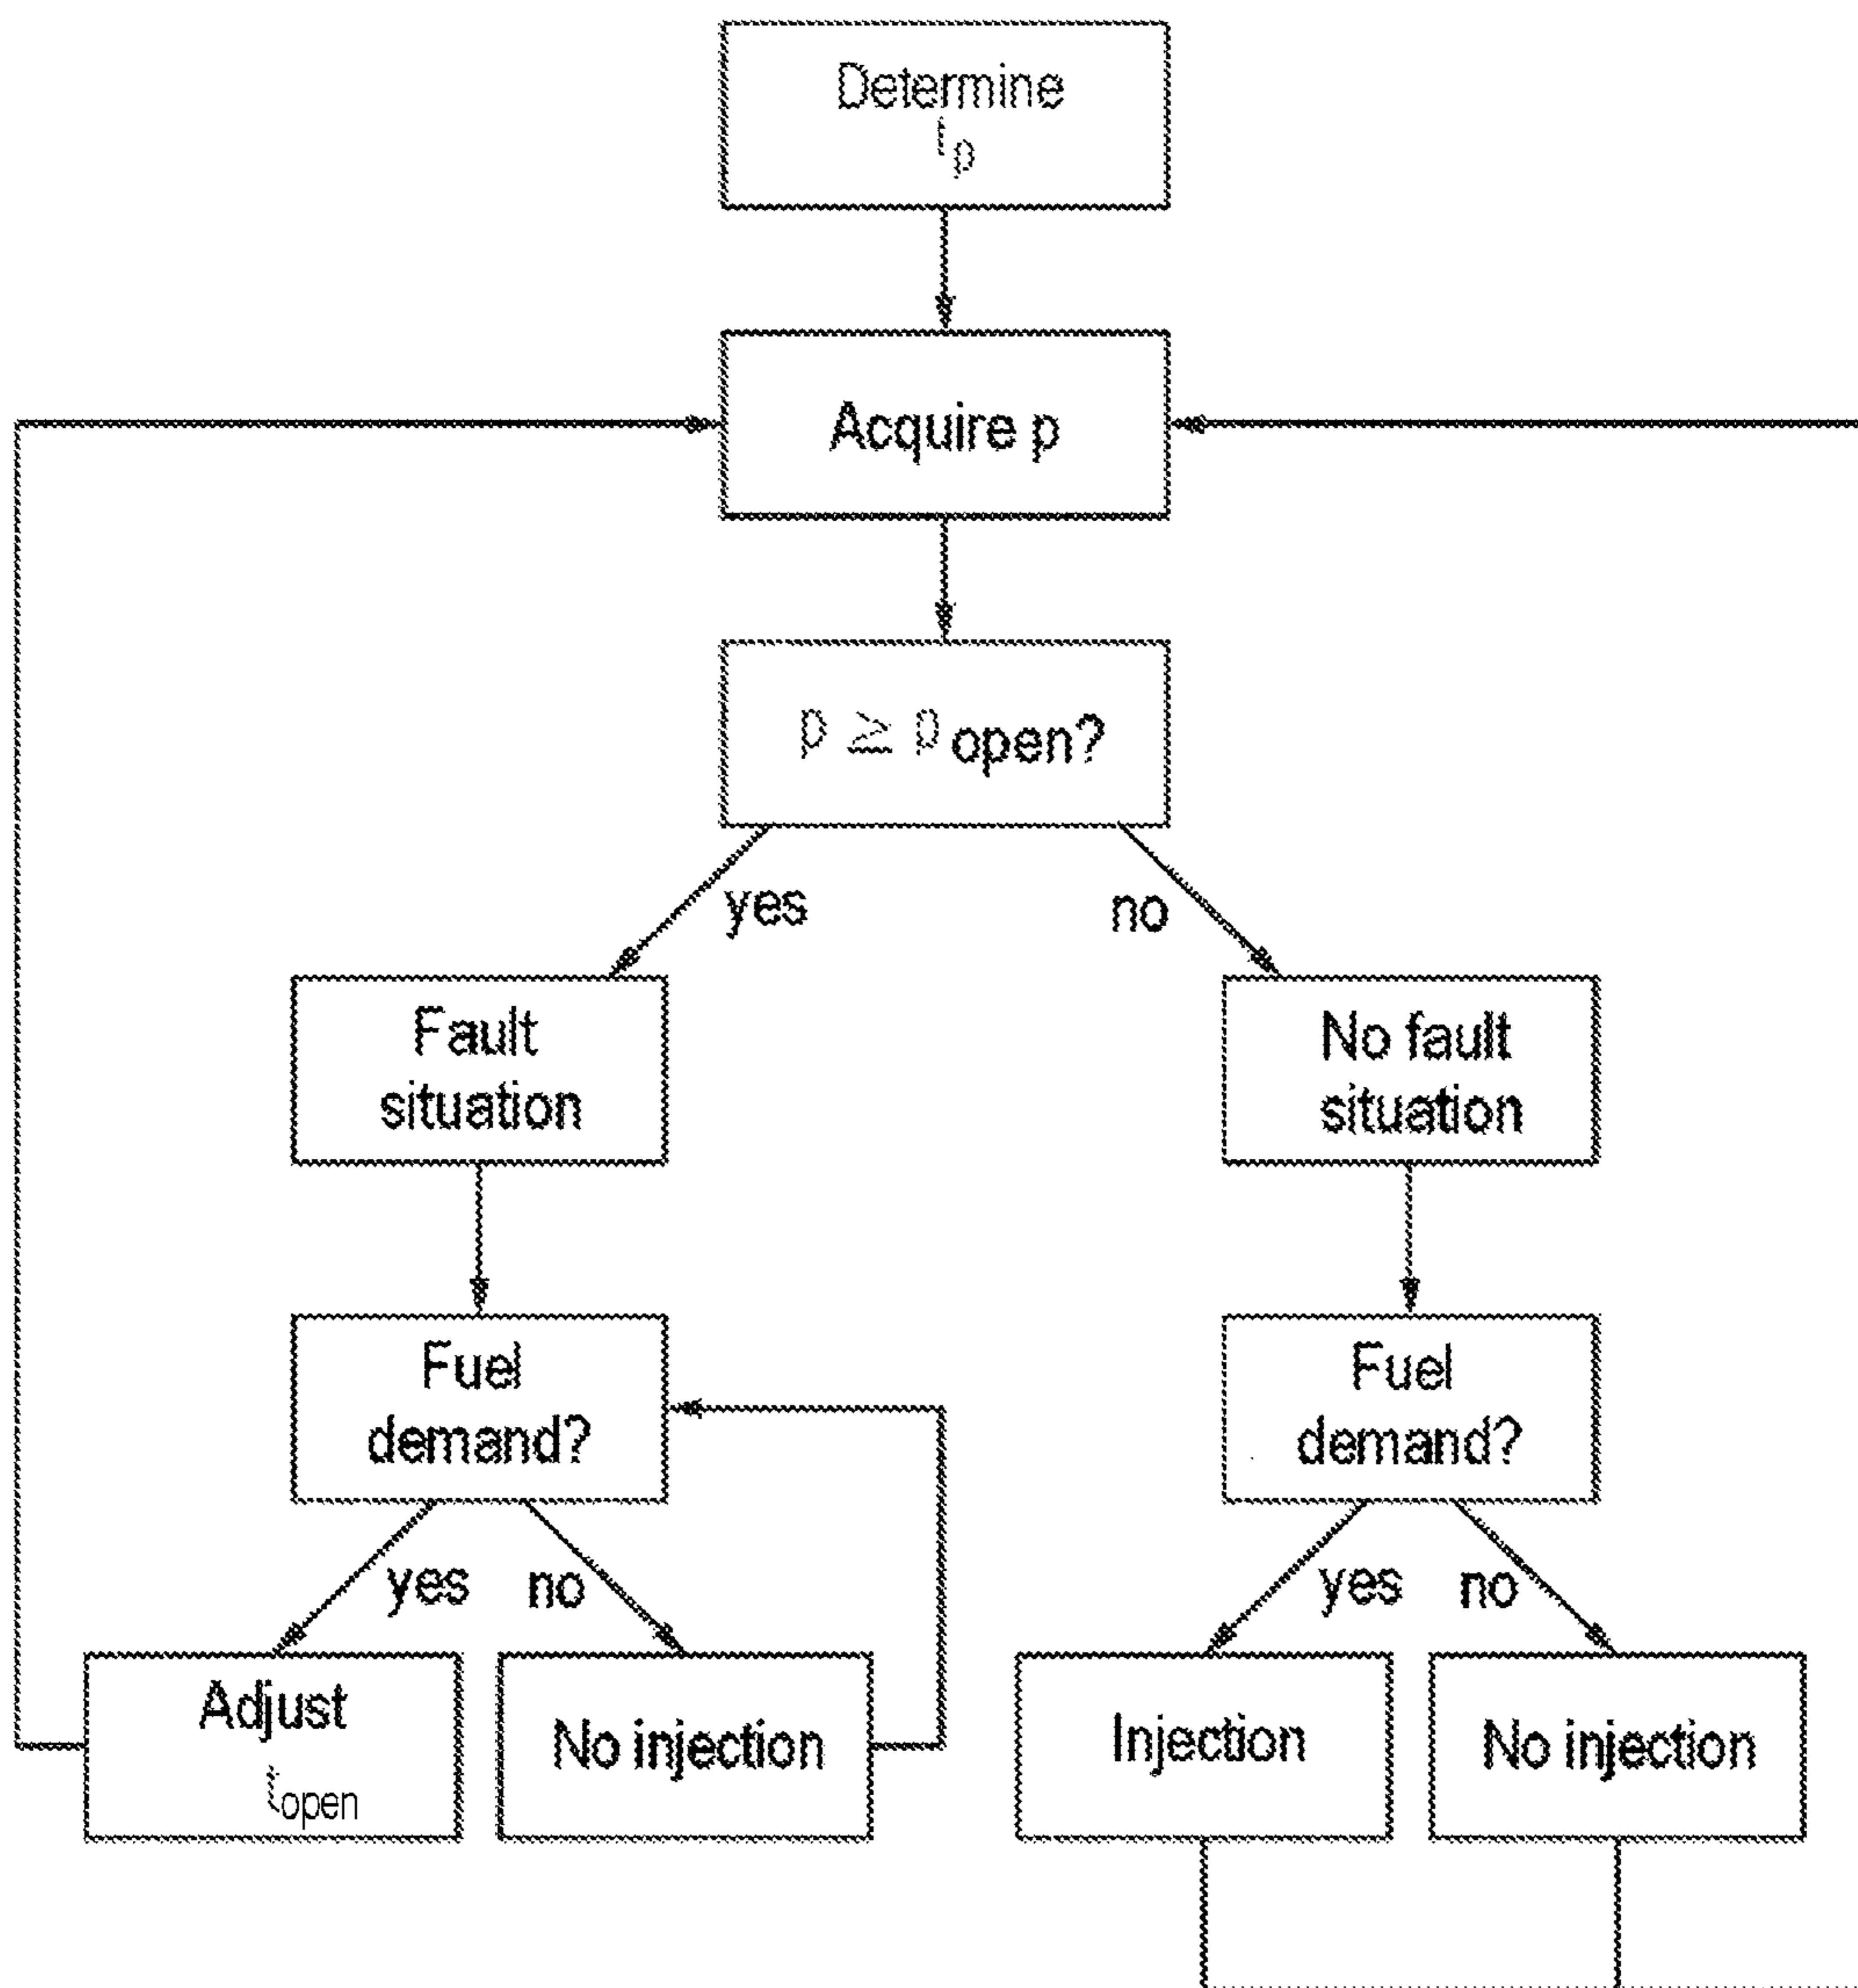 Determine
tp
Acquire p
p ≥ p open?
yes
no
Fault
situation
No fault
situation
Fuel
demand?
Fuel
demand?
yes
no
yes
no
Adjust
topen
No injection
Injection
No injection